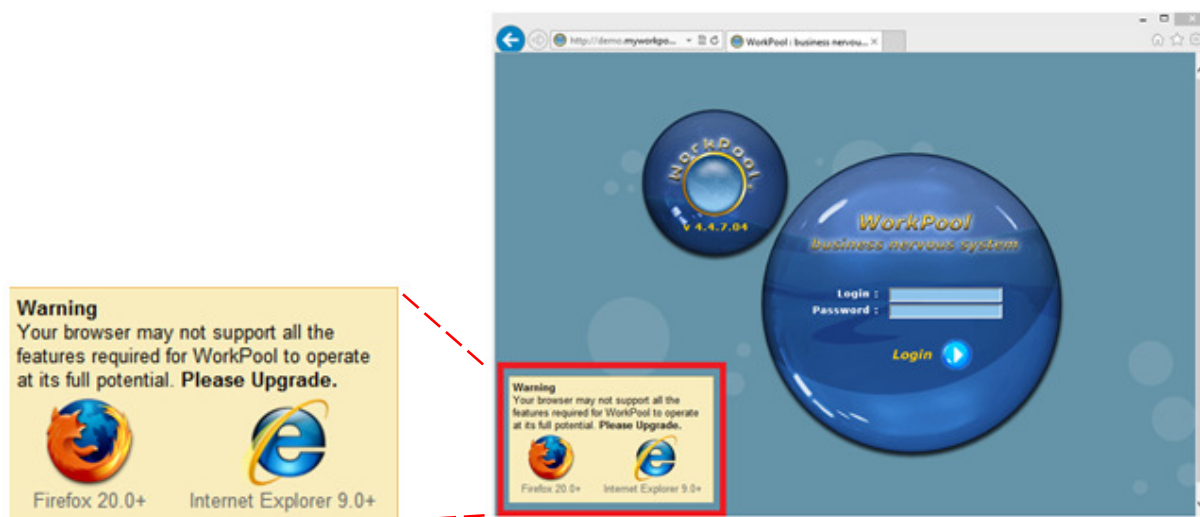 http://demo.myworkpo...
WorkPool : business nervou...
WorkPool
v 4.4.7.04
WorkPool
business nervous system
Login :
Password :
Login
Warning
Your browser may not support all the
features required for WorkPool to operate
at its full potential. Please Upgrade.
Firefox 20.0+ Internet Explorer 9.0+
Warning
Your browser may not support all the
features required for WorkPool to operate
at its full potential. Please Upgrade.
Firefox 20.0+ Internet Explorer 9.0+